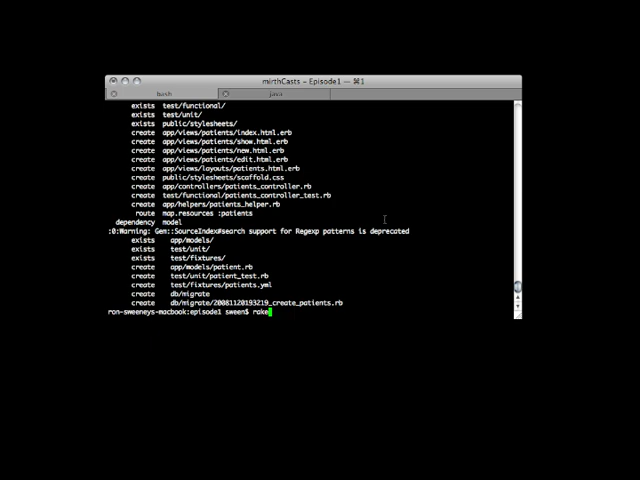 mirthCasts – Episode1 — ⌘1
bash
java
exists test/functional/
exists test/unit/
exists public/stylesheets/
create app/views/patients/index.html.erb
create app/views/patients/show.html.erb
create app/views/patients/new.html.erb
create app/views/patients/edit.html.erb
create app/views/layouts/patients.html.erb
create public/stylesheets/scaffold.css
create app/controllers/patients_controller.rb
create test/functional/patients_controller_test.rb
create app/helpers/patients_helper.rb
route map.resources :patients
dependency model
:0:Warning: Gem::SourceIndex#search support for Regexp patterns is deprecated
exists app/models/
exists test/unit/
exists test/fixtures/
create app/models/patient.rb
create test/unit/patient_test.rb
create test/fixtures/patients.yml
create db/migrate
create db/migrate/20081120193219_create_patients.rb
ron-sweeneys-macbook:episode1 sween$ rake